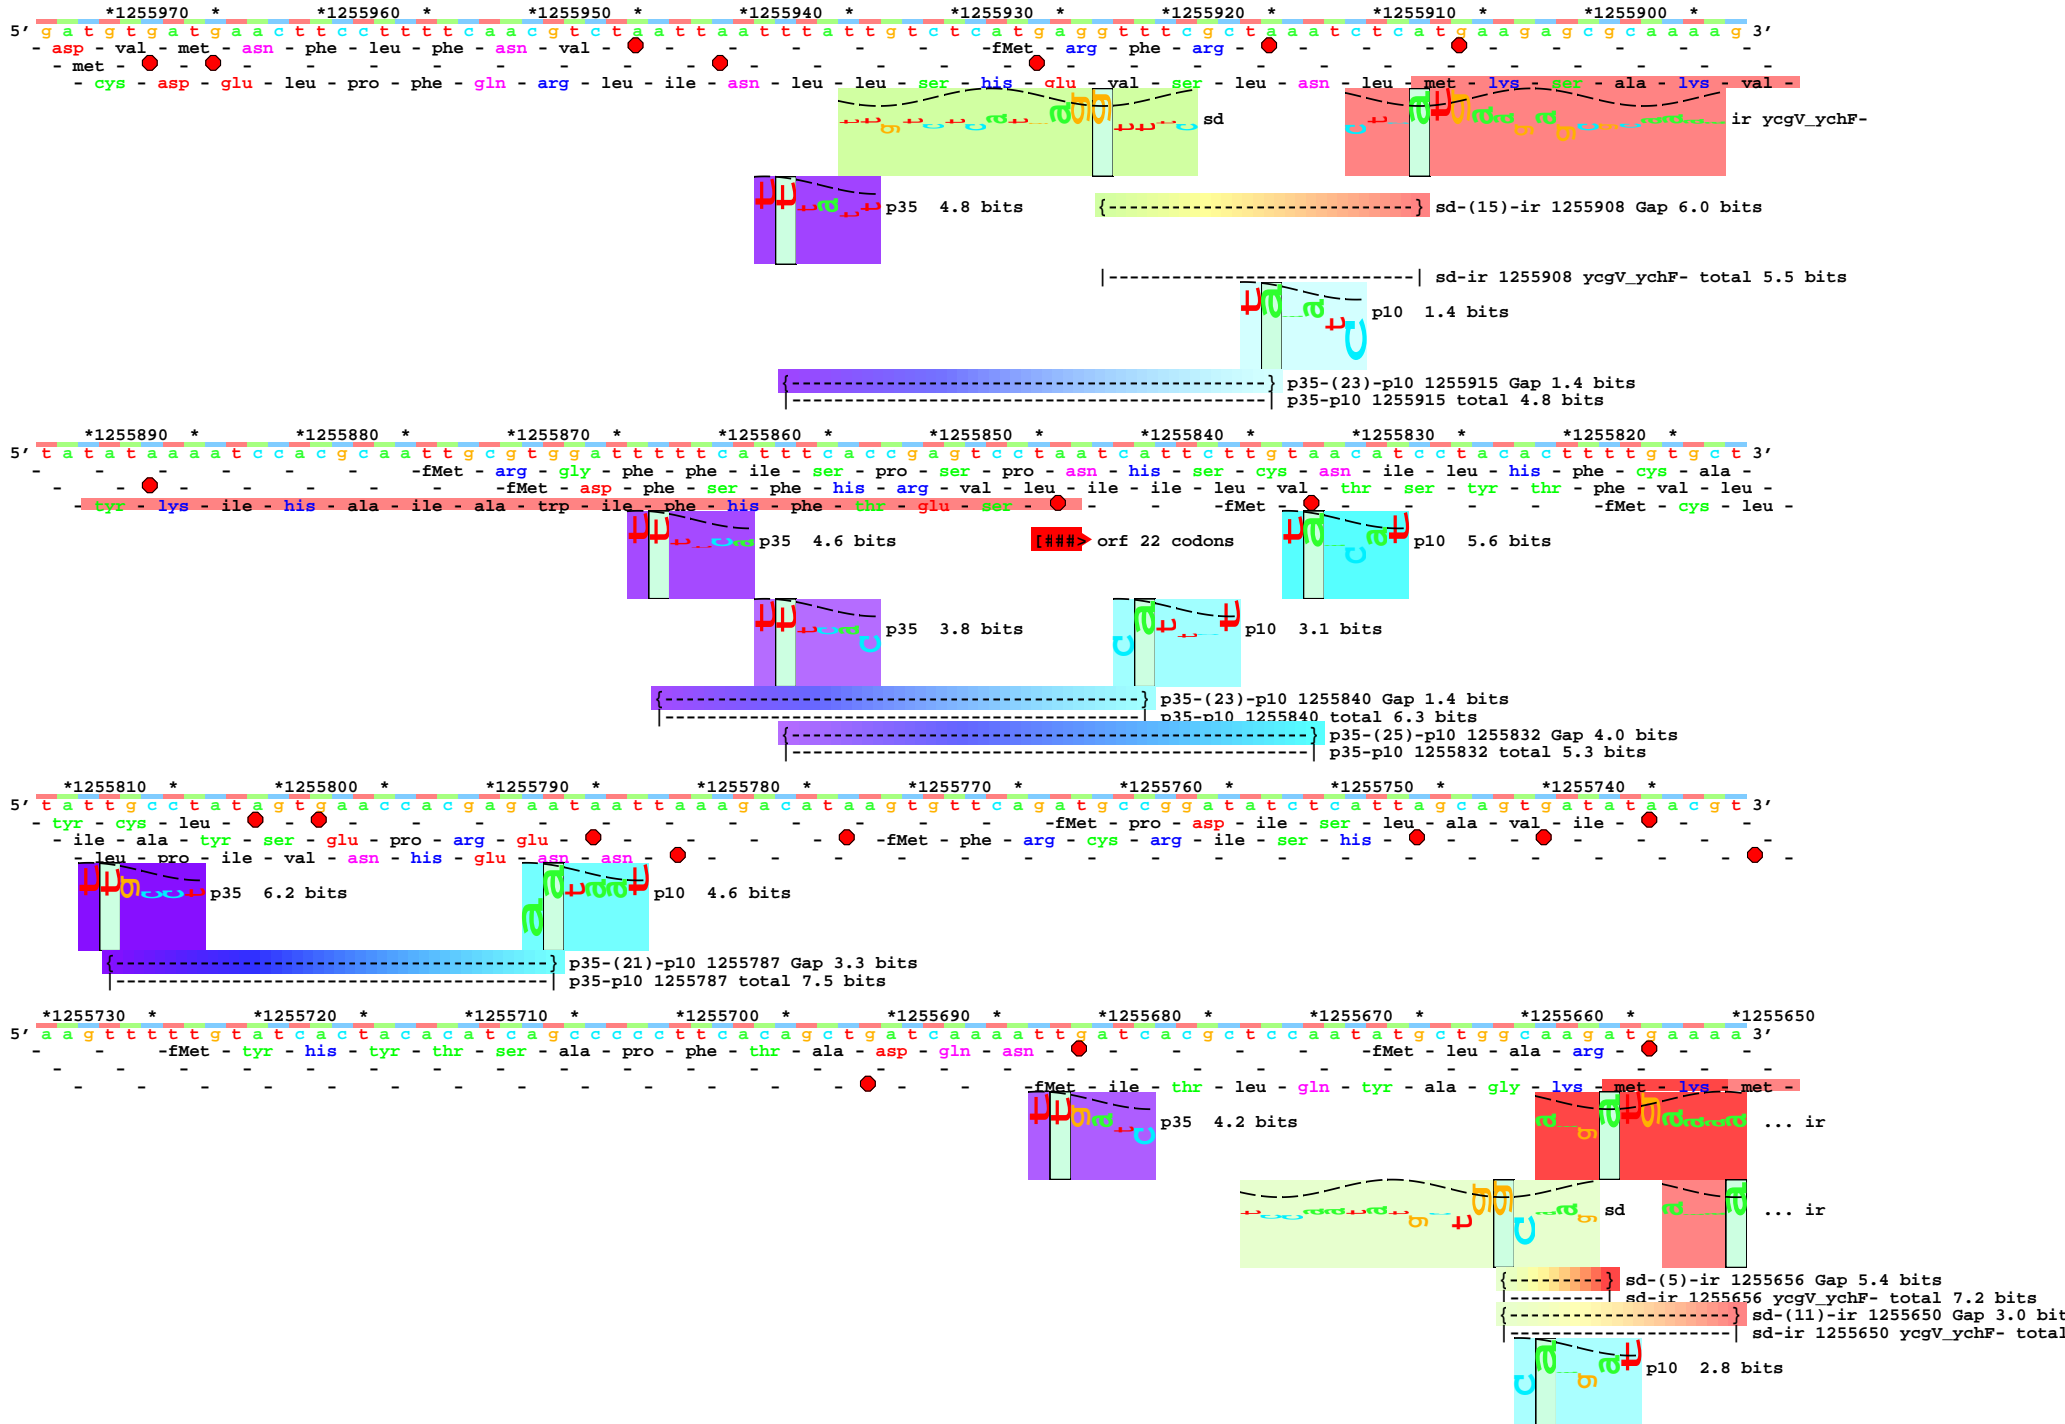 *1255970 * *1255960 * *1255950 * *1255940 * *1255930 * *1255920 * *1255910 * *1255900 *
5' g a t g t g a t g a a c t t c c t t t t c a a c g t c t a a t t a a t t t a t t g t c t c a t g a g g t t t c g c t a a a t c t c a t g a a g a g c g c a a a a g 3'
- asp - val - met - asn - phe - leu - phe - asn - val - - - - - - -fMet - arg - phe - arg - - - - - - - -
- met - - - - - - - - - - - - - - - - - - - - - - - -
- cys - asp - glu - leu - pro - phe - gln - arg - leu - ile - asn - leu - leu - ser - his - glu - val - ser - leu - asn - leu - met - lys - ser - ala - lys - val -
sd
ir ycgV_ychF-
p35 4.8 bits
{---------------} sd-(15)-ir 1255908 Gap 6.0 bits
|---------------| sd-ir 1255908 ycgV_ychF- total 5.5 bits
p10 1.4 bits
{-----------------------} p35-(23)-p10 1255915 Gap 1.4 bits
|-----------------------| p35-p10 1255915 total 4.8 bits
*1255890 * *1255880 * *1255870 * *1255860 * *1255850 * *1255840 * *1255830 * *1255820 *
5' t a t a t a a a a t c c a c g c a a t t g c g t g g a t t t t t c a t t t c a c c g a g t c c t a a t c a t t c t t g t a a c a t c c t a c a c t t t t g t g c t 3'
- - - - - - -fMet - arg - gly - phe - phe - ile - ser - pro - ser - pro - asn - his - ser - cys - asn - ile - leu - his - phe - cys - ala -
- - - - - - - -fMet - asp - phe - ser - phe - his - arg - val - leu - ile - ile - leu - val - thr - ser - tyr - thr - phe - val - leu -
- tyr - lys - ile - his - ala - ile - ala - trp - ile - phe - his - phe - thr - glu - ser - - - -fMet - - - - -fMet - cys - leu -
p35 4.6 bits
[###> orf 22 codons
p10 5.6 bits
p35 3.8 bits
p10 3.1 bits
{-----------------------} p35-(23)-p10 1255840 Gap 1.4 bits
|-----------------------| p35-p10 1255840 total 6.3 bits
{-------------------------} p35-(25)-p10 1255832 Gap 4.0 bits
|-------------------------| p35-p10 1255832 total 5.3 bits
*1255810 * *1255800 * *1255790 * *1255780 * *1255770 * *1255760 * *1255750 * *1255740 *
5' t a t t g c c t a t a g t g a a c c a c g a g a a t a a t t a a a g a c a t a a g t g t t c a g a t g c c g g a t a t c t c a t t a g c a g t g a t a t a a c g t 3'
- tyr - cys - leu - - - - - - - - - - - - -fMet - pro - asp - ile - ser - leu - ala - val - ile - -
- ile - ala - tyr - ser - glu - pro - arg - glu - - - - -fMet - phe - arg - cys - arg - ile - ser - his - - - - -
- leu - pro - ile - val - asn - his - glu - asn - asn - - - - - - - - - - - - - - - - - -
p35 6.2 bits
p10 4.6 bits
{---------------------} p35-(21)-p10 1255787 Gap 3.3 bits
|---------------------| p35-p10 1255787 total 7.5 bits
*1255730 * *1255720 * *1255710 * *1255700 * *1255690 * *1255680 * *1255670 * *1255660 * *1255650
5' a a g t t t t t g t a t c a c t a c a c a t c a g c c c c c t t c a c a g c t g a t c a a a a t t g a t c a c g c t c c a a t a t g c t g g c a a g a t g a a a a 3'
- - - -fMet - tyr - his - tyr - thr - ser - ala - pro - phe - thr - ala - asp - gln - asn - - - - - -fMet - leu - ala - arg - - -
- - - - - - - - - - - - - - - - - - - - - - - - - - -
- - - - - - - - - - - - - - - -fMet - ile - thr - leu - gln - tyr - ala - gly - lys - met - lys - met -
p35 4.2 bits
... ir
sd
... ir
{-----} sd-(5)-ir 1255656 Gap 5.4 bits
|-----| sd-ir 1255656 ycgV_ychF- total 7.2 bits
{-----------} sd-(11)-ir 1255650 Gap 3.0 bit
|-----------| sd-ir 1255650 ycgV_ychF- total
p10 2.8 bits